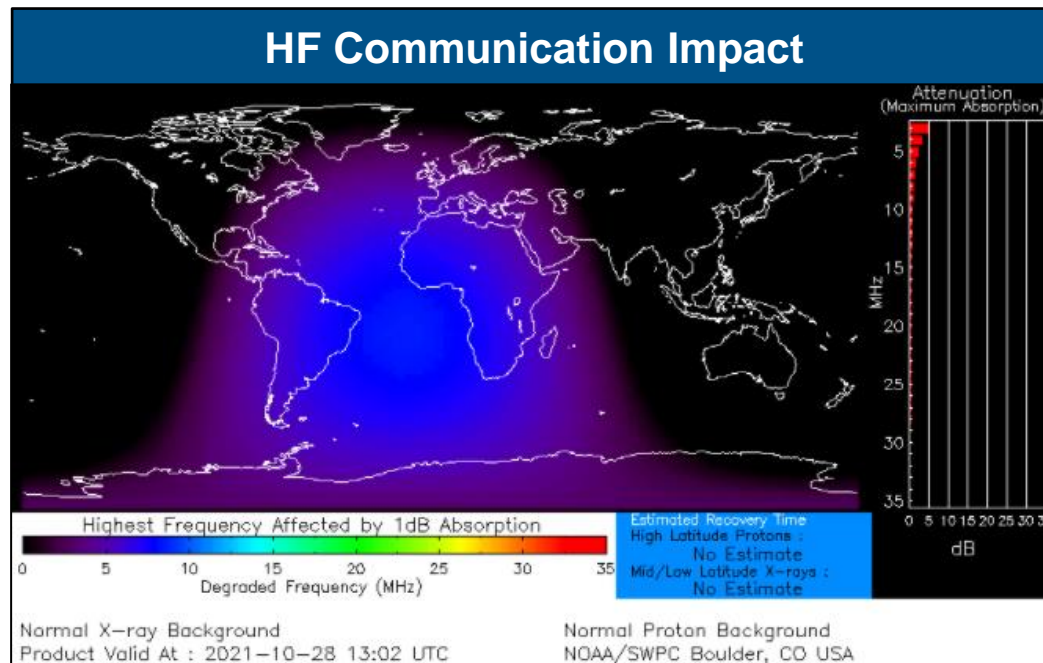 HF Communication Impact
Attenuation
(Maximum Absorption)
5
10
15
20
25
30
35
MHz
0 5 10 15 20 25 30 3
dB
Highest Frequency Affected by 1dB Absorption
0 5 10 15 20 25 30 35
Degraded Frequency (MHz)
Estimated Recovery Time
High Latitude Protons :
No Estimate
Mid/Low Latitude X-rays :
No Estimate
Normal X-ray Background
Product Valid At : 2021-10-28 13:02 UTC
Normal Proton Background
NOAA/SWPC Boulder, CO USA